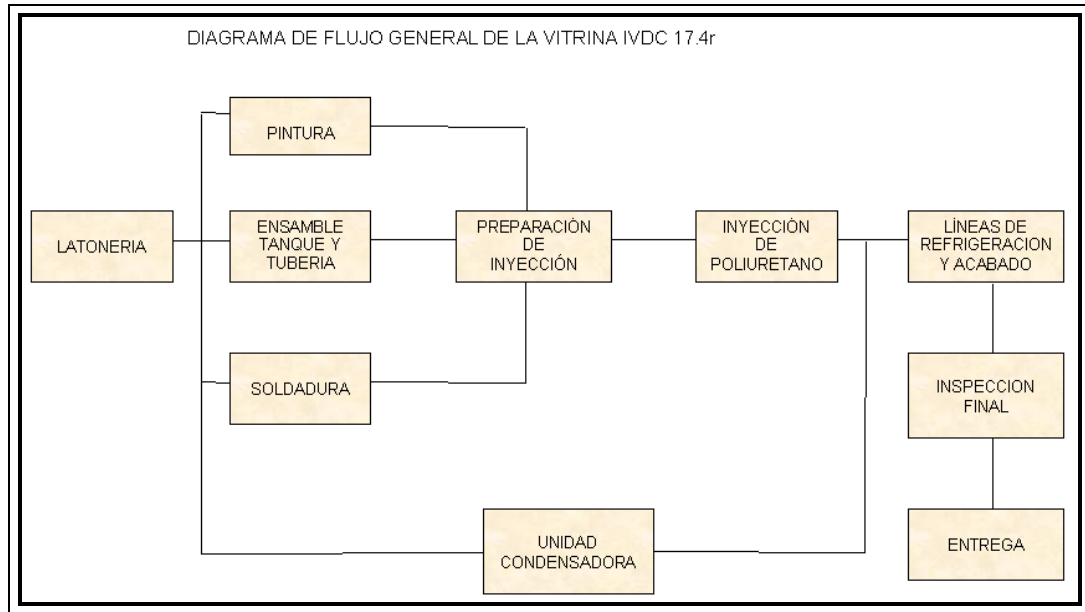 DIAGRAMA DE FLUJO GENERAL DE LA VITRINA IVDC 17.4r
PINTURA
LATONERIA
ENSAMBLE
TANQUE Y
TUBERIA
PREPARACIÓN
DE
INYECCIÓN
INYECCIÓN
DE
POLIURETANO
LÍNEAS DE
REFRIGERACION
Y ACABADO
SOLDADURA
INSPECCION
FINAL
UNIDAD
CONDENSADORA
ENTREGA